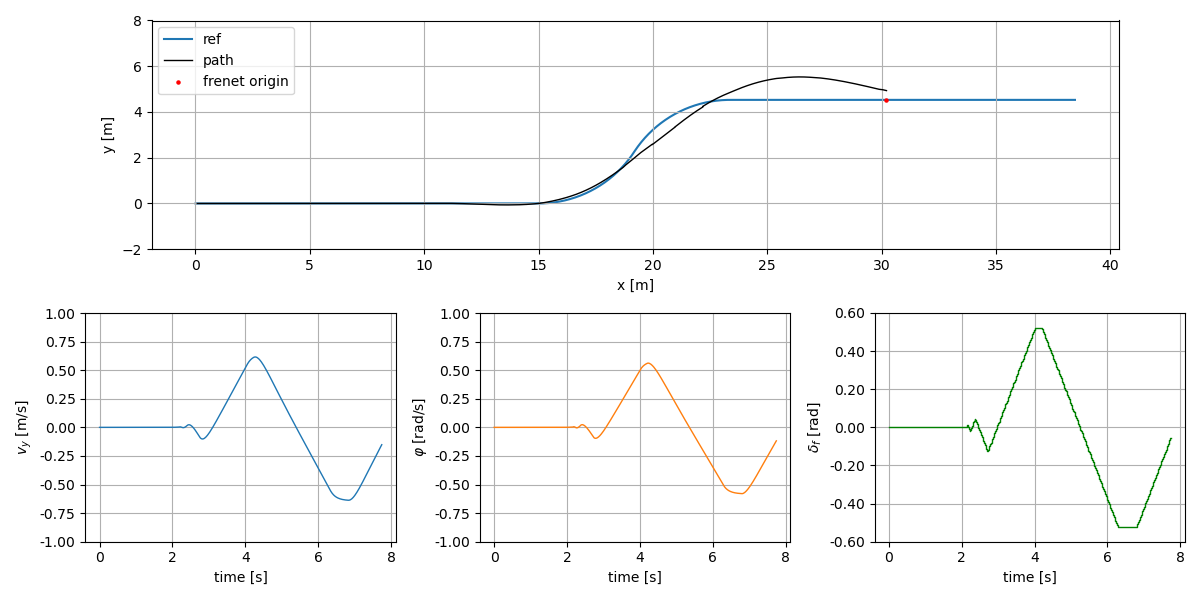 8
6
4
2
0
−2
y [m]
ref
path
frenet origin
0 5 10 15 20 25 30 35 40
x [m]
1.00
0.75
0.50
0.25
0.00
-0.25
-0.50
-0.75
-1.00
v_y [m/s]
0 2 4 6 8
time [s]
1.00
0.75
0.50
0.25
0.00
-0.25
-0.50
-0.75
-1.00
φ [rad/s]
0 2 4 6 8
time [s]
0.60
0.40
0.20
0.00
-0.20
-0.40
-0.60
δ_f [rad]
0 2 4 6 8
time [s]